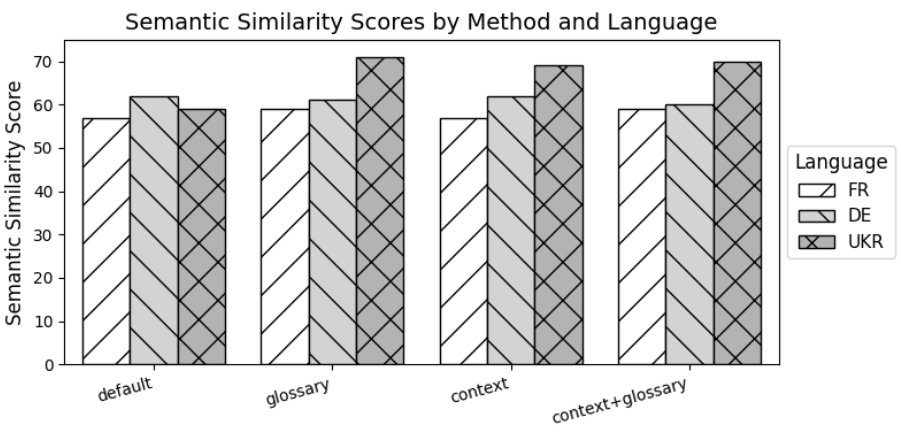 Semantic Similarity Scores by Method and Language
Semantic Similarity Score
70
60
50
40
30
20
10
0
default
glossary
context
context+glossary
Language
FR
DE
UKR